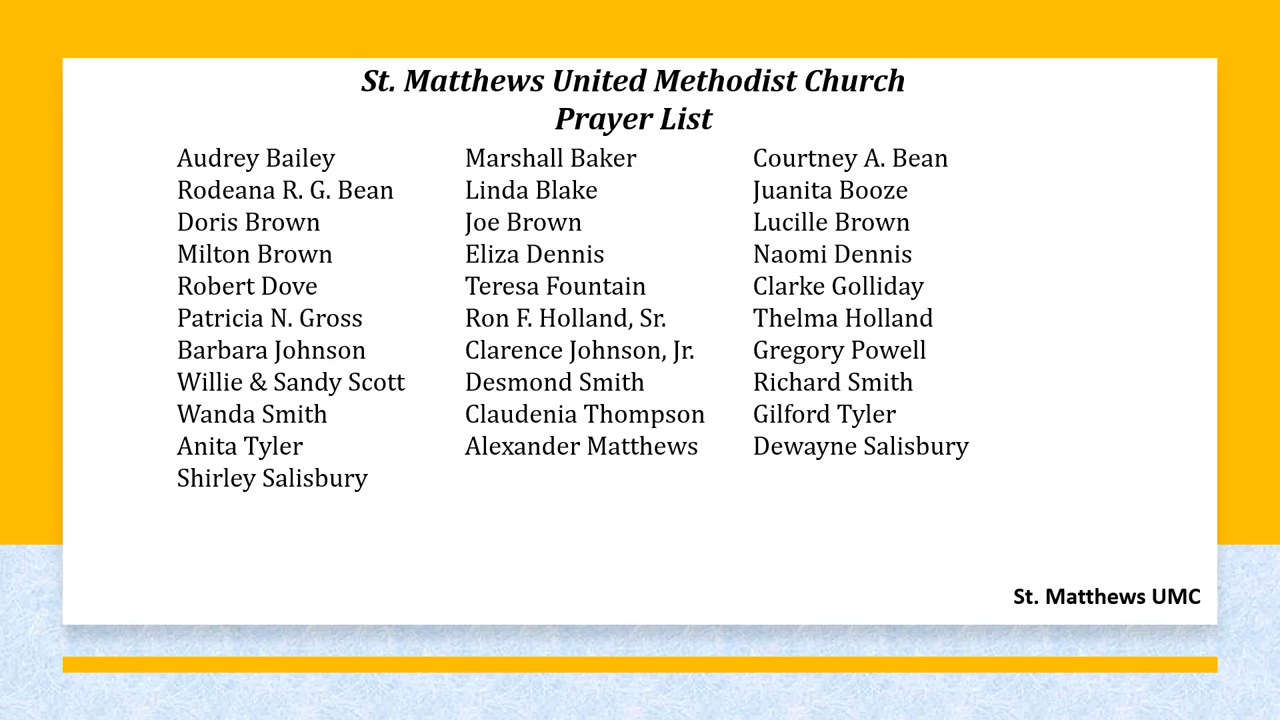 St. Matthews United Methodist Church
Prayer List
Audrey Bailey Marshall Baker Courtney A. Bean
Rodeana R. G. Bean Linda Blake Juanita Booze
Doris Brown Joe Brown Lucille Brown
Milton Brown Eliza Dennis Naomi Dennis
Robert Dove Teresa Fountain Clarke Golliday
Patricia N. Gross Ron F. Holland, Sr. Thelma Holland
Barbara Johnson Clarence Johnson, Jr. Gregory Powell
Willie & Sandy Scott Desmond Smith Richard Smith
Wanda Smith Claudenia Thompson Gilford Tyler
Anita Tyler Alexander Matthews Dewayne Salisbury
Shirley Salisbury
St. Matthews UMC